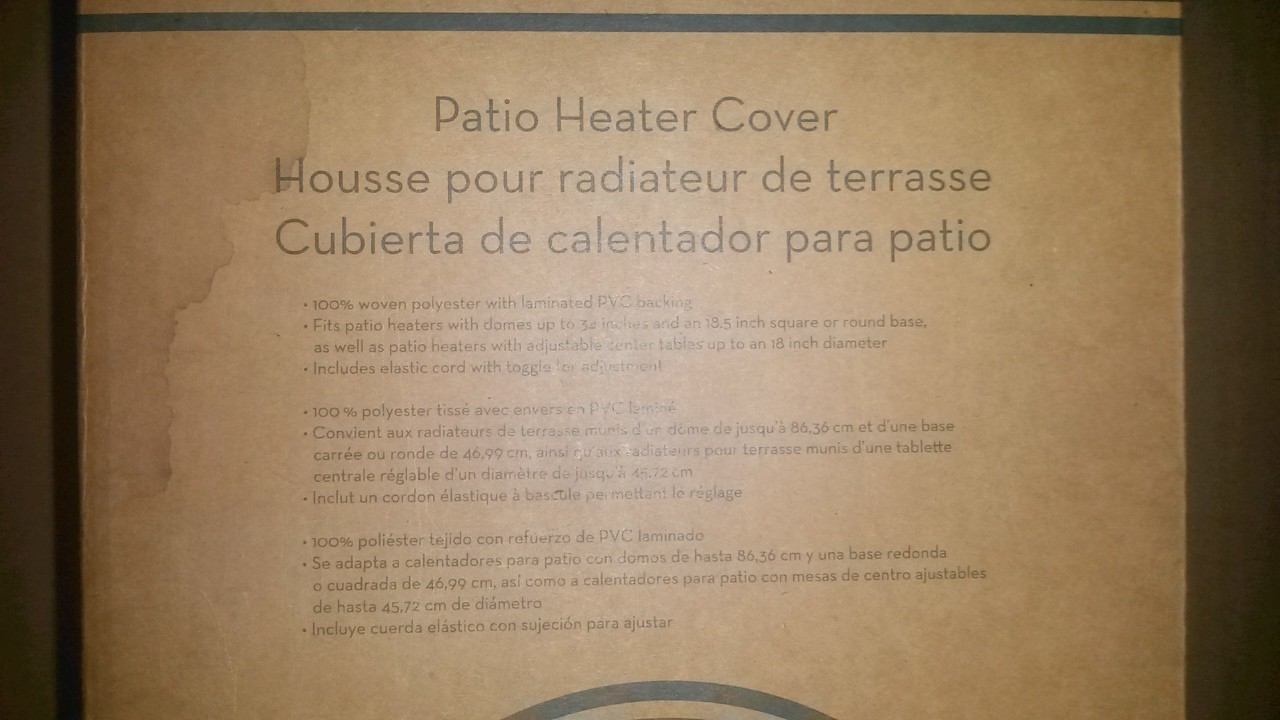 Patio Heater Cover
Housse pour radiateur de terrasse
Cubierta de calentador para patio
• 100% woven polyester with laminated PVC backing
• Fits patio heaters with domes up to 34 inches and an 18.5 inch square or round base,
as well as patio heaters with adjustable center tables up to an 18 inch diameter
• Includes elastic cord with toggle for adjustment
• 100 % polyester tissé avec envers en PVC laminé
• Convient aux radiateurs de terrasse munis d'un dôme de jusqu'à 86,36 cm et d'une base
carrée ou ronde de 46,99 cm, ainsi qu'aux radiateurs pour terrasse munis d'une tablette
centrale réglable d'un diamètre de jusqu'à 45,72 cm
• Inclut un cordon élastique à bascule permettant le réglage
• 100% poliéster tejido con refuerzo de PVC laminado
• Se adapta a calentadores para patio con domos de hasta 86,36 cm y una base redonda
o cuadrada de 46,99 cm, así como a calentadores para patio con mesas de centro ajustables
de hasta 45,72 cm de diámetro
• Incluye cuerda elástico con sujeción para ajustar